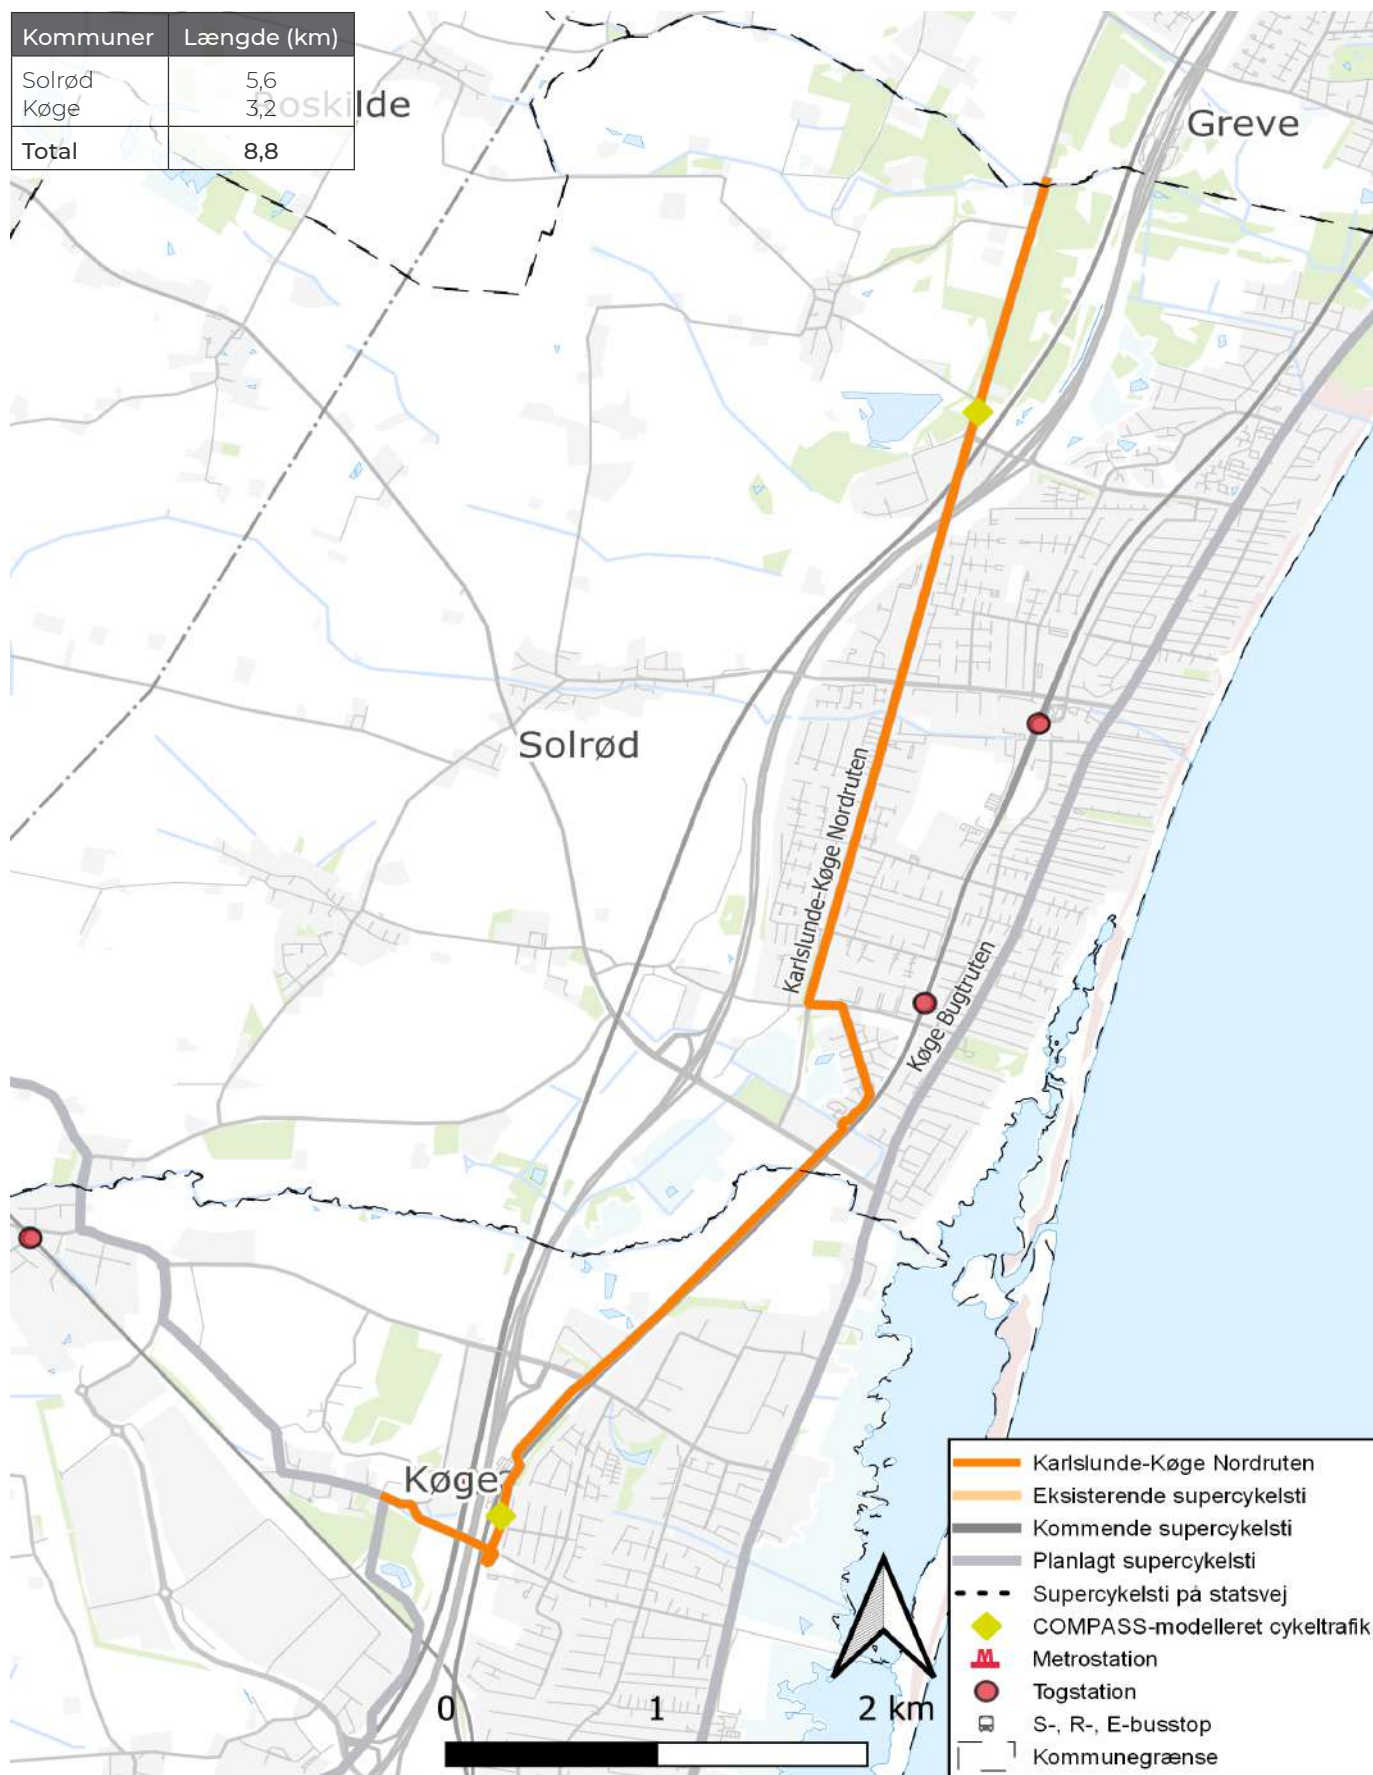 Kommuner Længde (km)
Solrød 5,6
Køge 3,2
Total 8,8
Roskilde
Greve
Solrød
Karlslunde-Køge Nordruten
Køge Bugtruten
Køge
Karlslunde-Køge Nordruten
Eksisterende supercykelsti
Kommende supercykelsti
Planlagt supercykelsti
Supercykelsti på statsvej
COMPASS-modelleret cykeltrafik
M Metrostation
Togstation
S-, R-, E-busstop
Kommunegrænse
0 1 2 km